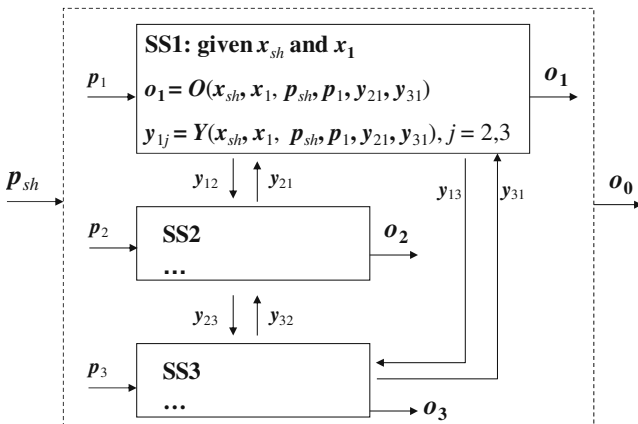 SS1: given x_sh and x_1
p_1
o_1 = O(x_sh, x_1, p_sh, p_1, y_21, y_31)
o_1
y_1j = Y(x_sh, x_1, p_sh, p_1, y_21, y_31), j = 2,3
p_sh
y_12
y_21
y_13
y_31
o_0
p_2
SS2
...
o_2
y_23
y_32
p_3
SS3
...
o_3